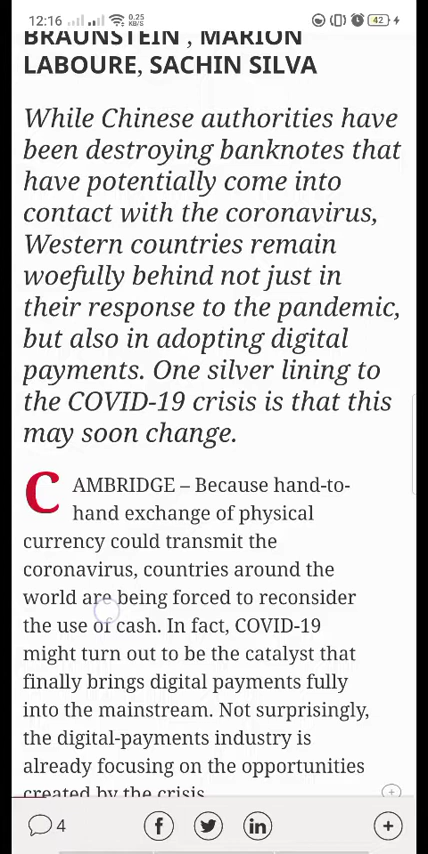 12:16
0.25
KB/S
42
BRAUNSTEIN , MARION
LABOURE, SACHIN SILVA
While Chinese authorities have
been destroying banknotes that
have potentially come into
contact with the coronavirus,
Western countries remain
woefully behind not just in
their response to the pandemic,
but also in adopting digital
payments. One silver lining to
the COVID-19 crisis is that this
may soon change.
CAMBRIDGE – Because hand-to-
hand exchange of physical
currency could transmit the
coronavirus, countries around the
world are being forced to reconsider
the use of cash. In fact, COVID-19
might turn out to be the catalyst that
finally brings digital payments fully
into the mainstream. Not surprisingly,
the digital-payments industry is
already focusing on the opportunities
created by the crisis.
4